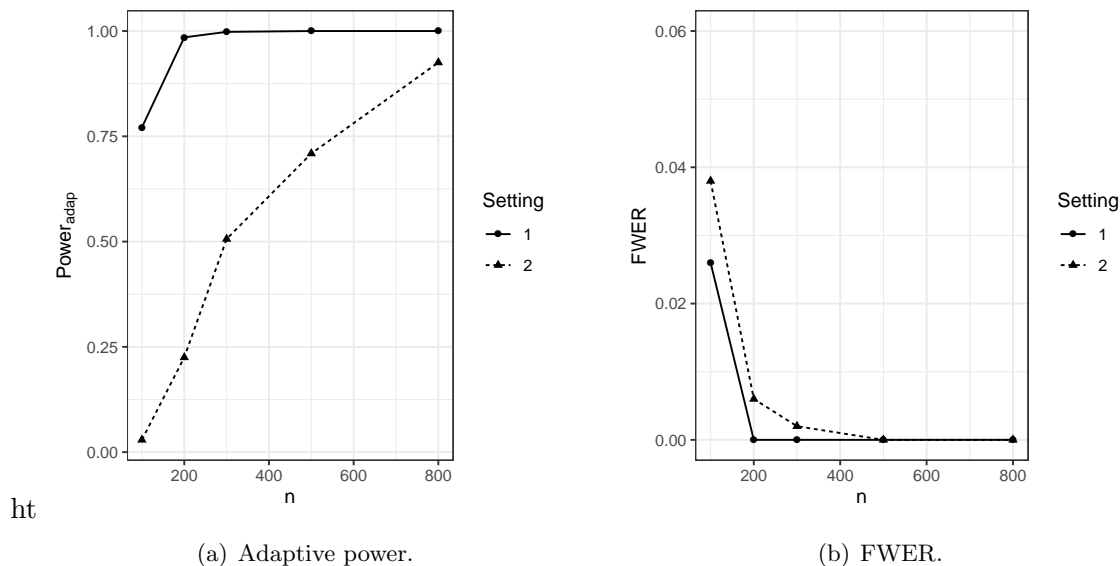 1.00
0.75
0.50
0.25
0.00
Power_adap
200 400 600 800
n
Setting
1
2
0.06
0.04
0.02
0.00
FWER
200 400 600 800
n
Setting
1
2
ht
(a) Adaptive power.
(b) FWER.